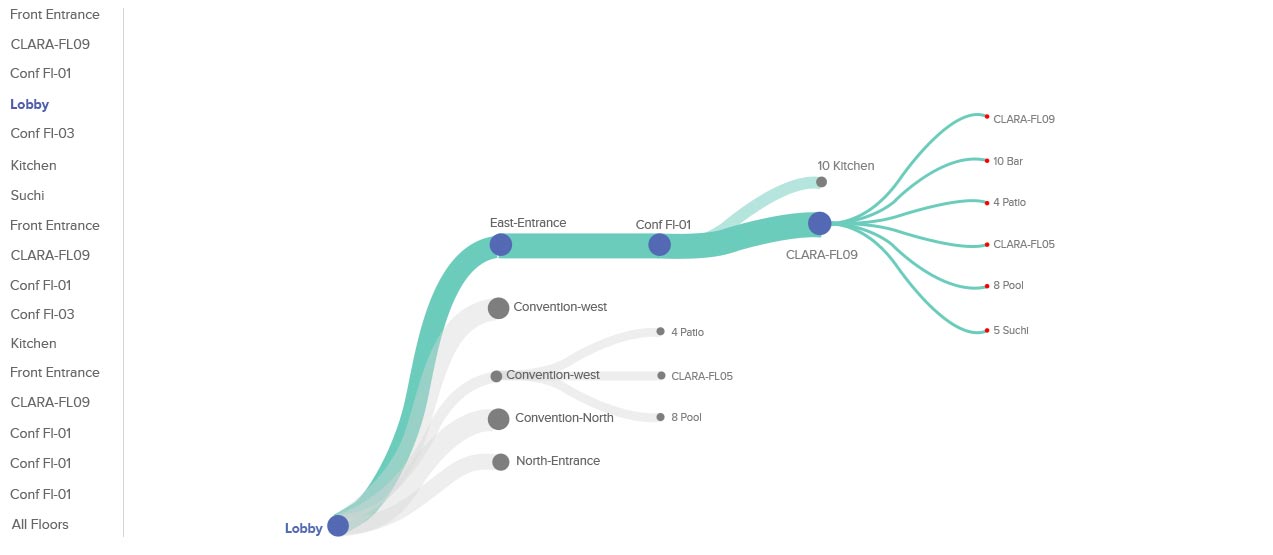 Front Entrance
CLARA-FL09
Conf Fl-01
Lobby
Conf Fl-03
Kitchen
Suchi
Front Entrance
CLARA-FL09
Conf Fl-01
Conf Fl-03
Kitchen
Front Entrance
CLARA-FL09
Conf Fl-01
Conf Fl-01
Conf Fl-01
All Floors
Lobby
East-Entrance
Convention-west
Convention-west
Convention-North
North-Entrance
Conf Fl-01
4 Patio
CLARA-FL05
8 Pool
10 Kitchen
CLARA-FL09
CLARA-FL09
10 Bar
4 Patio
CLARA-FL05
8 Pool
5 Suchi